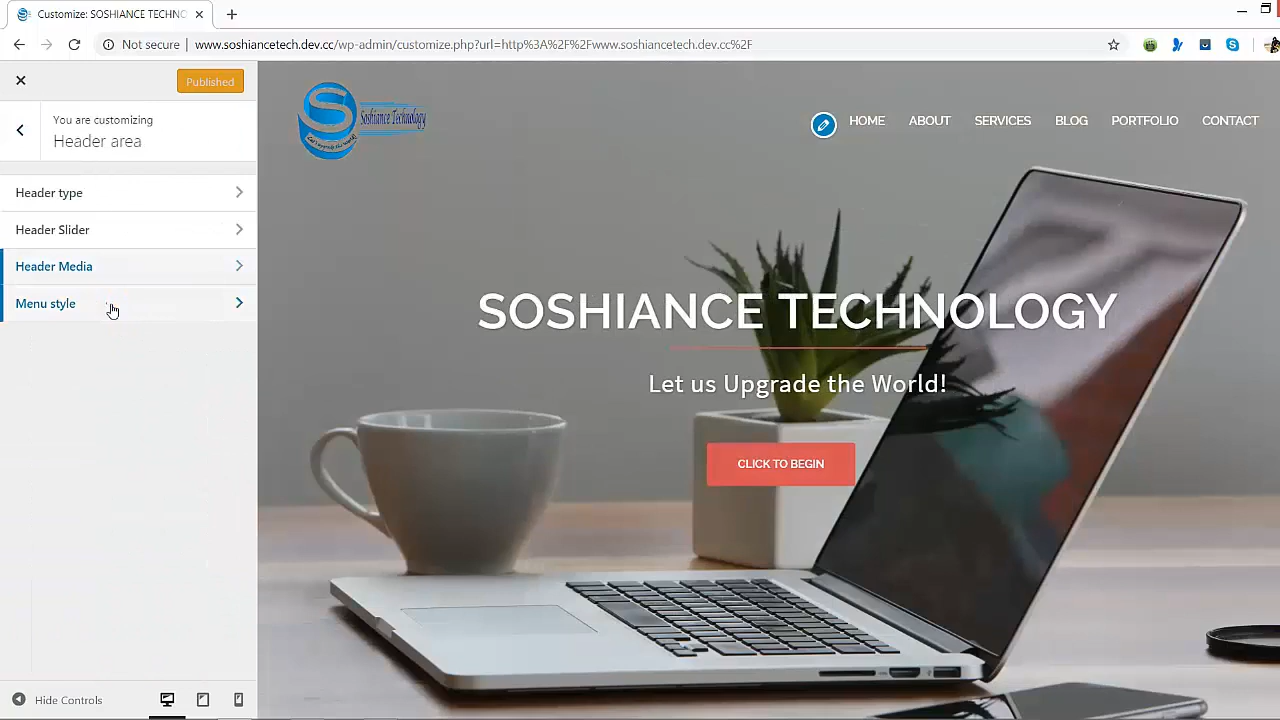 Customize: SOSHIANCE TECHNO
Not secure | www.soshiancetech.dev.cc/wp-admin/customize.php?url=http%3A%2F%2Fwww.soshiancetech.dev.cc%2F
Published
You are customizing
Header area
Header type
Header Slider
Header Media
Menu style
Hide Controls
Soshiance Technology
HOME
ABOUT
SERVICES
BLOG
PORTFOLIO
CONTACT
SOSHIANCE TECHNOLOGY
Let us Upgrade the World!
CLICK TO BEGIN